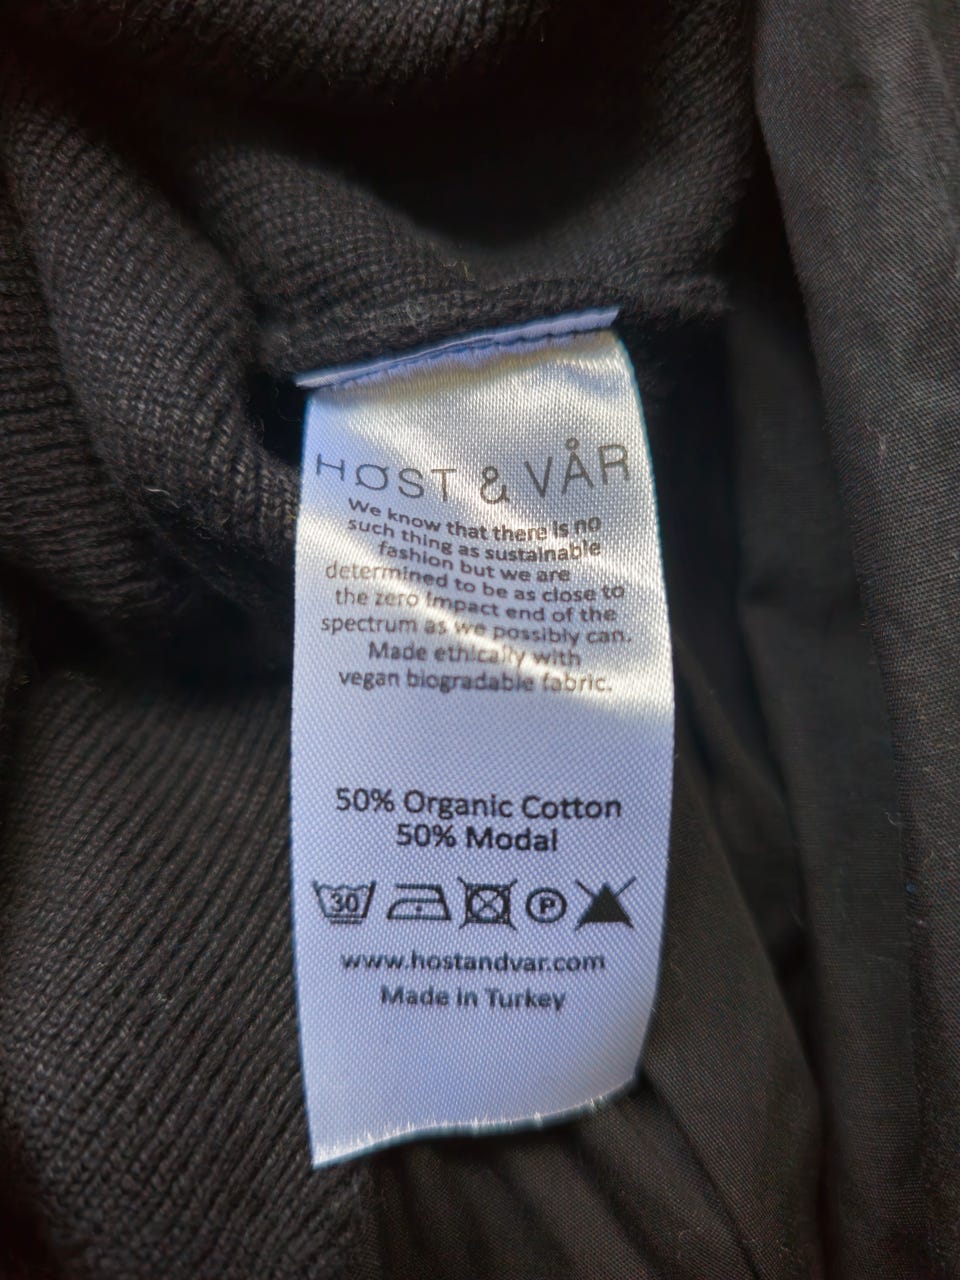 HØST & VÅR
We know that there is no
such thing as sustainable
fashion but we are
determined to be as close to
the zero impact end of the
spectrum as we possibly can.
Made ethically with
vegan biogradable fabric.
50% Organic Cotton
50% Modal
30 P
www.hostandvar.com
Made in Turkey